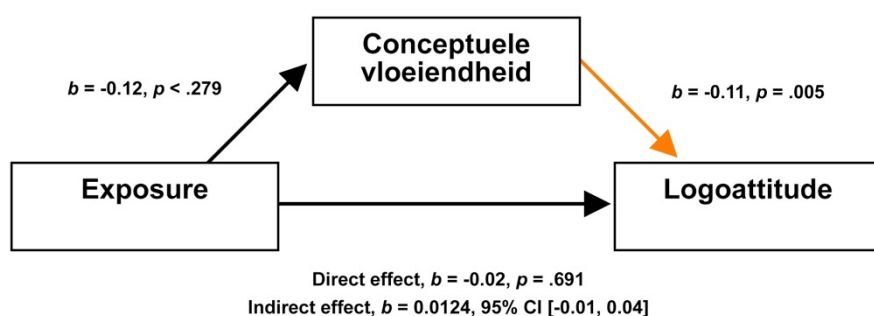 Conceptuele
vloeiendheid
b = -0.12, p < .279
b = -0.11, p = .005
Exposure
Logoattitude
Direct effect, b = -0.02, p = .691
Indirect effect, b = 0.0124, 95% CI [-0.01, 0.04]